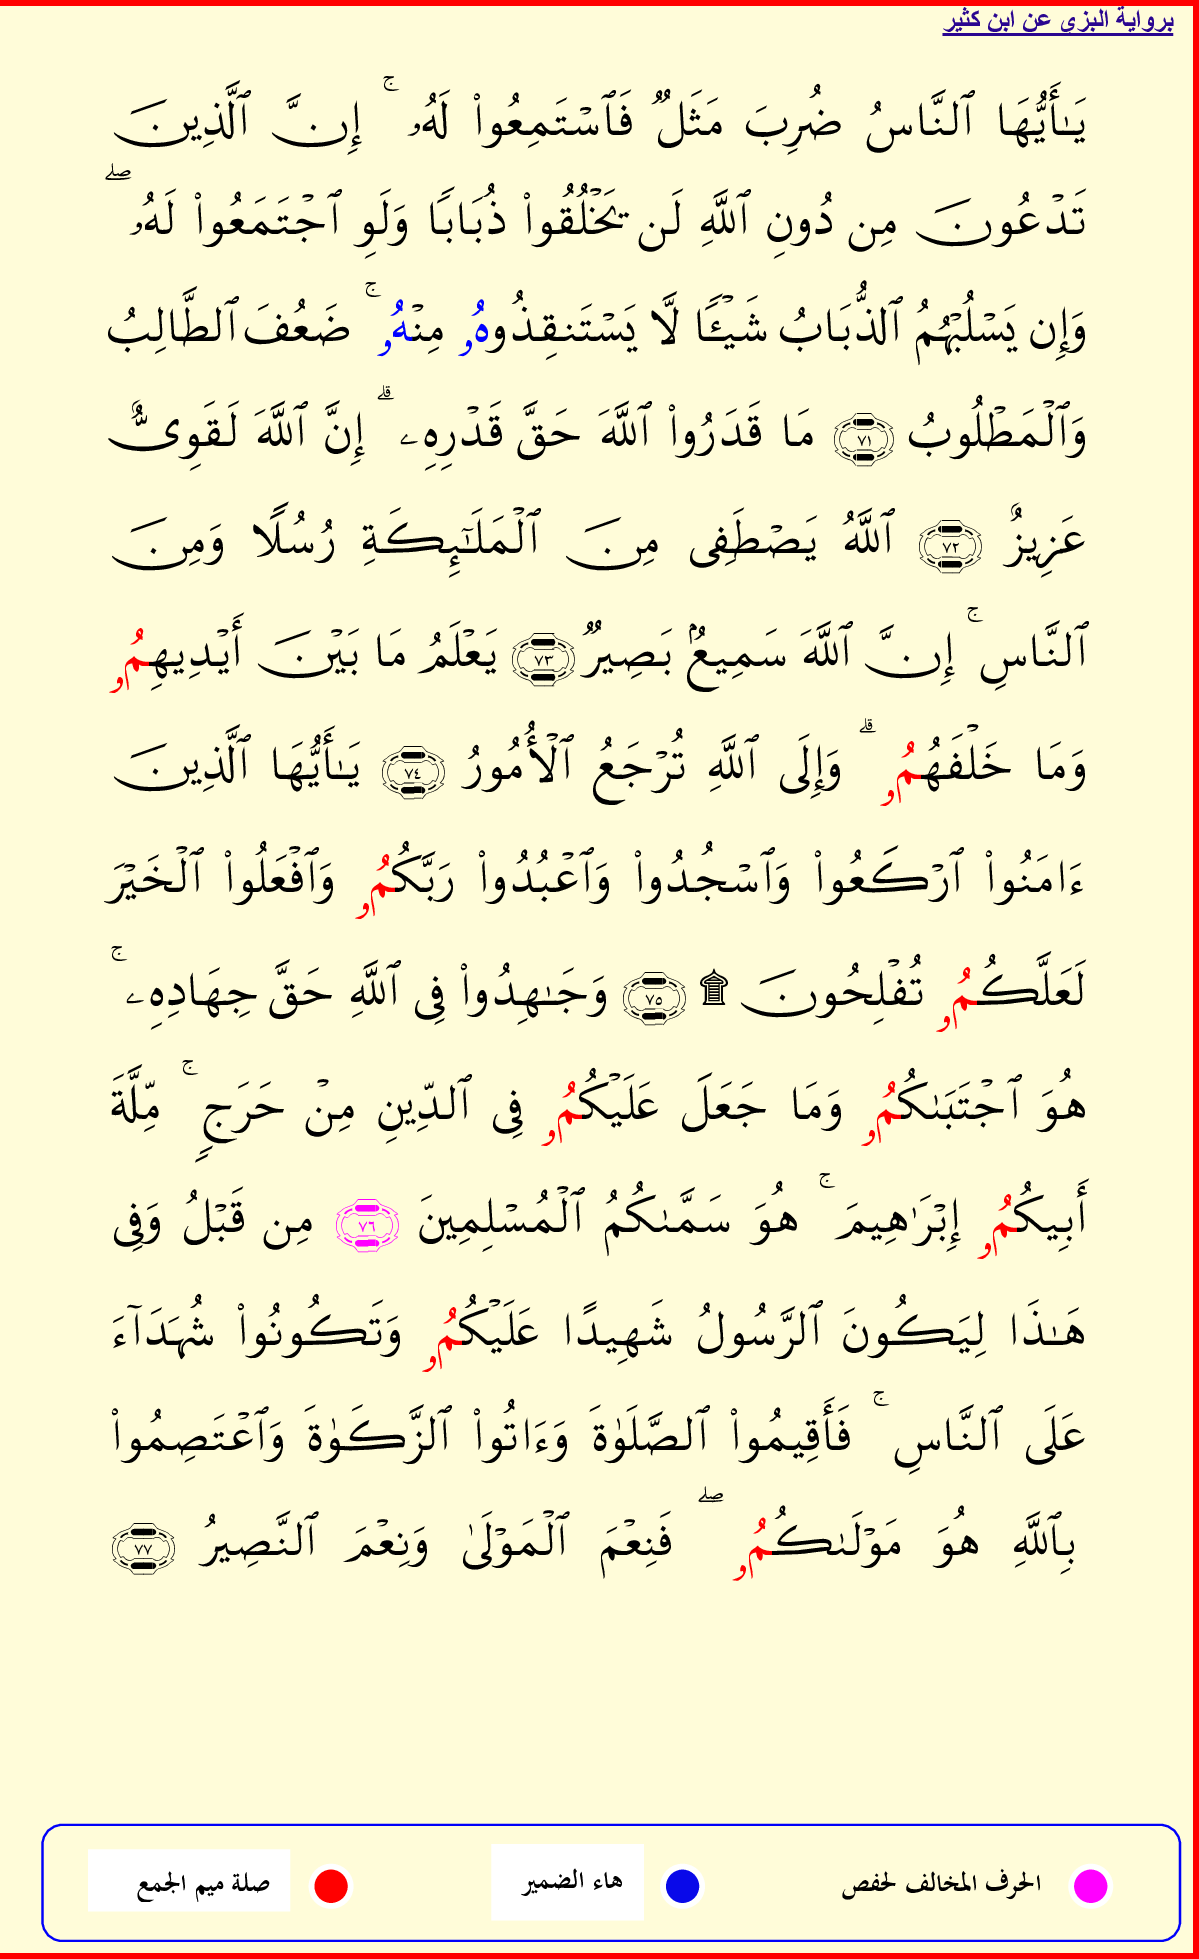 برواية البزي عن ابن كثير
يَـٰٓأَيُّهَا ٱلنَّاسُ ضُرِبَ مَثَلٌ فَٱسْتَمِعُوا۟ لَهُۥ ۚ إِنَّ ٱلَّذِينَ
تَدْعُونَ مِن دُونِ ٱللَّهِ لَن يَخْلُقُوا۟ ذُبَابًا وَلَوِ ٱجْتَمَعُوا۟ لَهُۥ ۖ
وَإِن يَسْلُبْهُمُ ٱلذُّبَابُ شَيْـًٔا لَّا يَسْتَنقِذُوهُۥ مِنْهُۥ ۚ ضَعُفَ ٱلطَّالِبُ
وَٱلْمَطْلُوبُ ٧١ مَا قَدَرُوا۟ ٱللَّهَ حَقَّ قَدْرِهِۦ ۗ إِنَّ ٱللَّهَ لَقَوِىٌّ
عَزِيزٌ ٧٢ ٱللَّهُ يَصْطَفِى مِنَ ٱلْمَلَـٰٓئِكَةِ رُسُلًا وَمِنَ
ٱلنَّاسِ ۚ إِنَّ ٱللَّهَ سَمِيعٌۢ بَصِيرٌ ٧٣ يَعْلَمُ مَا بَيْنَ أَيْدِيهِمُۥ
وَمَا خَلْفَهُمُۥ ۗ وَإِلَى ٱللَّهِ تُرْجَعُ ٱلْأُمُورُ ٧٤ يَـٰٓأَيُّهَا ٱلَّذِينَ
ءَامَنُوا۟ ٱرْكَعُوا۟ وَٱسْجُدُوا۟ وَٱعْبُدُوا۟ رَبَّكُمُۥ وَٱفْعَلُوا۟ ٱلْخَيْرَ
لَعَلَّكُمُۥ تُفْلِحُونَ ۩ ٧٥ وَجَـٰهِدُوا۟ فِى ٱللَّهِ حَقَّ جِهَادِهِۦ ۚ
هُوَ ٱجْتَبَىٰكُمُۥ وَمَا جَعَلَ عَلَيْكُمُۥ فِى ٱلدِّينِ مِنْ حَرَجٍ ۚ مِّلَّةَ
أَبِيكُمُۥ إِبْرَٰهِيمَ ۚ هُوَ سَمَّىٰكُمُ ٱلْمُسْلِمِينَ ٧٦ مِن قَبْلُ وَفِى
هَـٰذَا لِيَكُونَ ٱلرَّسُولُ شَهِيدًا عَلَيْكُمُۥ وَتَكُونُوا۟ شُهَدَآءَ
عَلَى ٱلنَّاسِ ۚ فَأَقِيمُوا۟ ٱلصَّلَوٰةَ وَءَاتُوا۟ ٱلزَّكَوٰةَ وَٱعْتَصِمُوا۟
بِٱللَّهِ هُوَ مَوْلَىٰكُمُۥ ۖ فَنِعْمَ ٱلْمَوْلَىٰ وَنِعْمَ ٱلنَّصِيرُ ٧٧
الحرف المخالف لحفص هاء الضمير صلة ميم الجمع